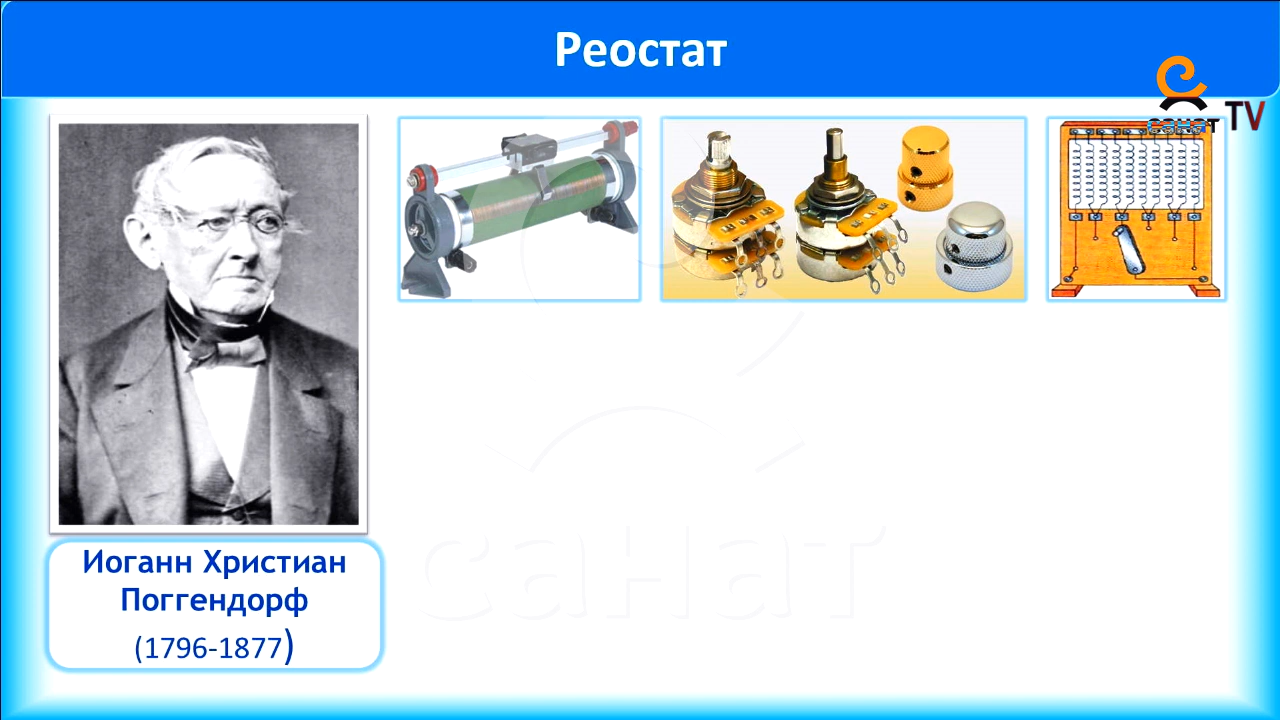 Реостат
санат TV
Иоганн Христиан
Поггендорф
(1796-1877)
санат